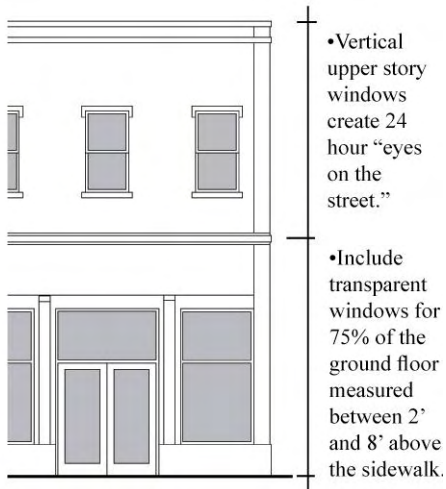 •Vertical
upper story
windows
create 24
hour “eyes
on the
street.”
•Include
transparent
windows for
75% of the
ground floor
measured
between 2’
and 8’ above
the sidewalk.